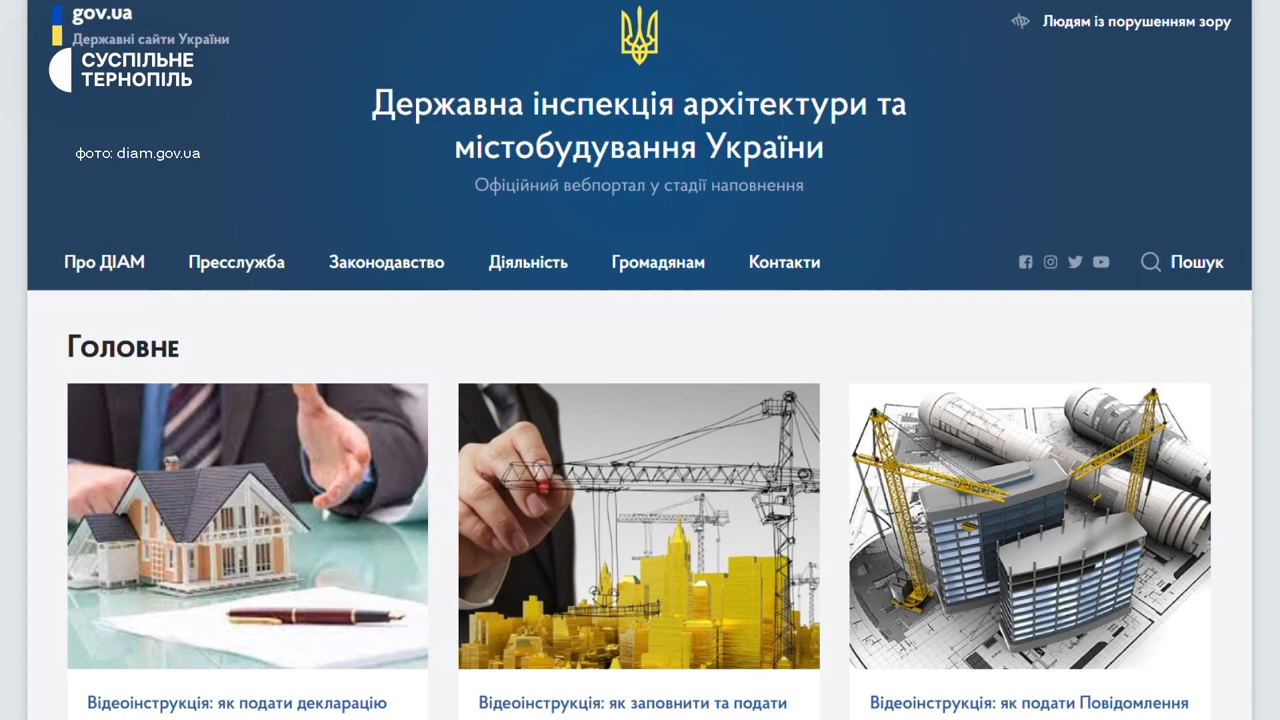 gov.ua
Державні сайти України
СУСПІЛЬНЕ
ТЕРНОПІЛЬ
фото: diam.gov.ua
Людям із порушенням зору
Державна інспекція архітектури та
містобудування України
Офіційний вебпортал у стадії наповнення
Про ДІАМ Пресслужба Законодавство Діяльність Громадянам Контакти Пошук
Головне
Відеоінструкція: як подати декларацію
Відеоінструкція: як заповнити та подати
Відеоінструкція: як подати Повідомлення